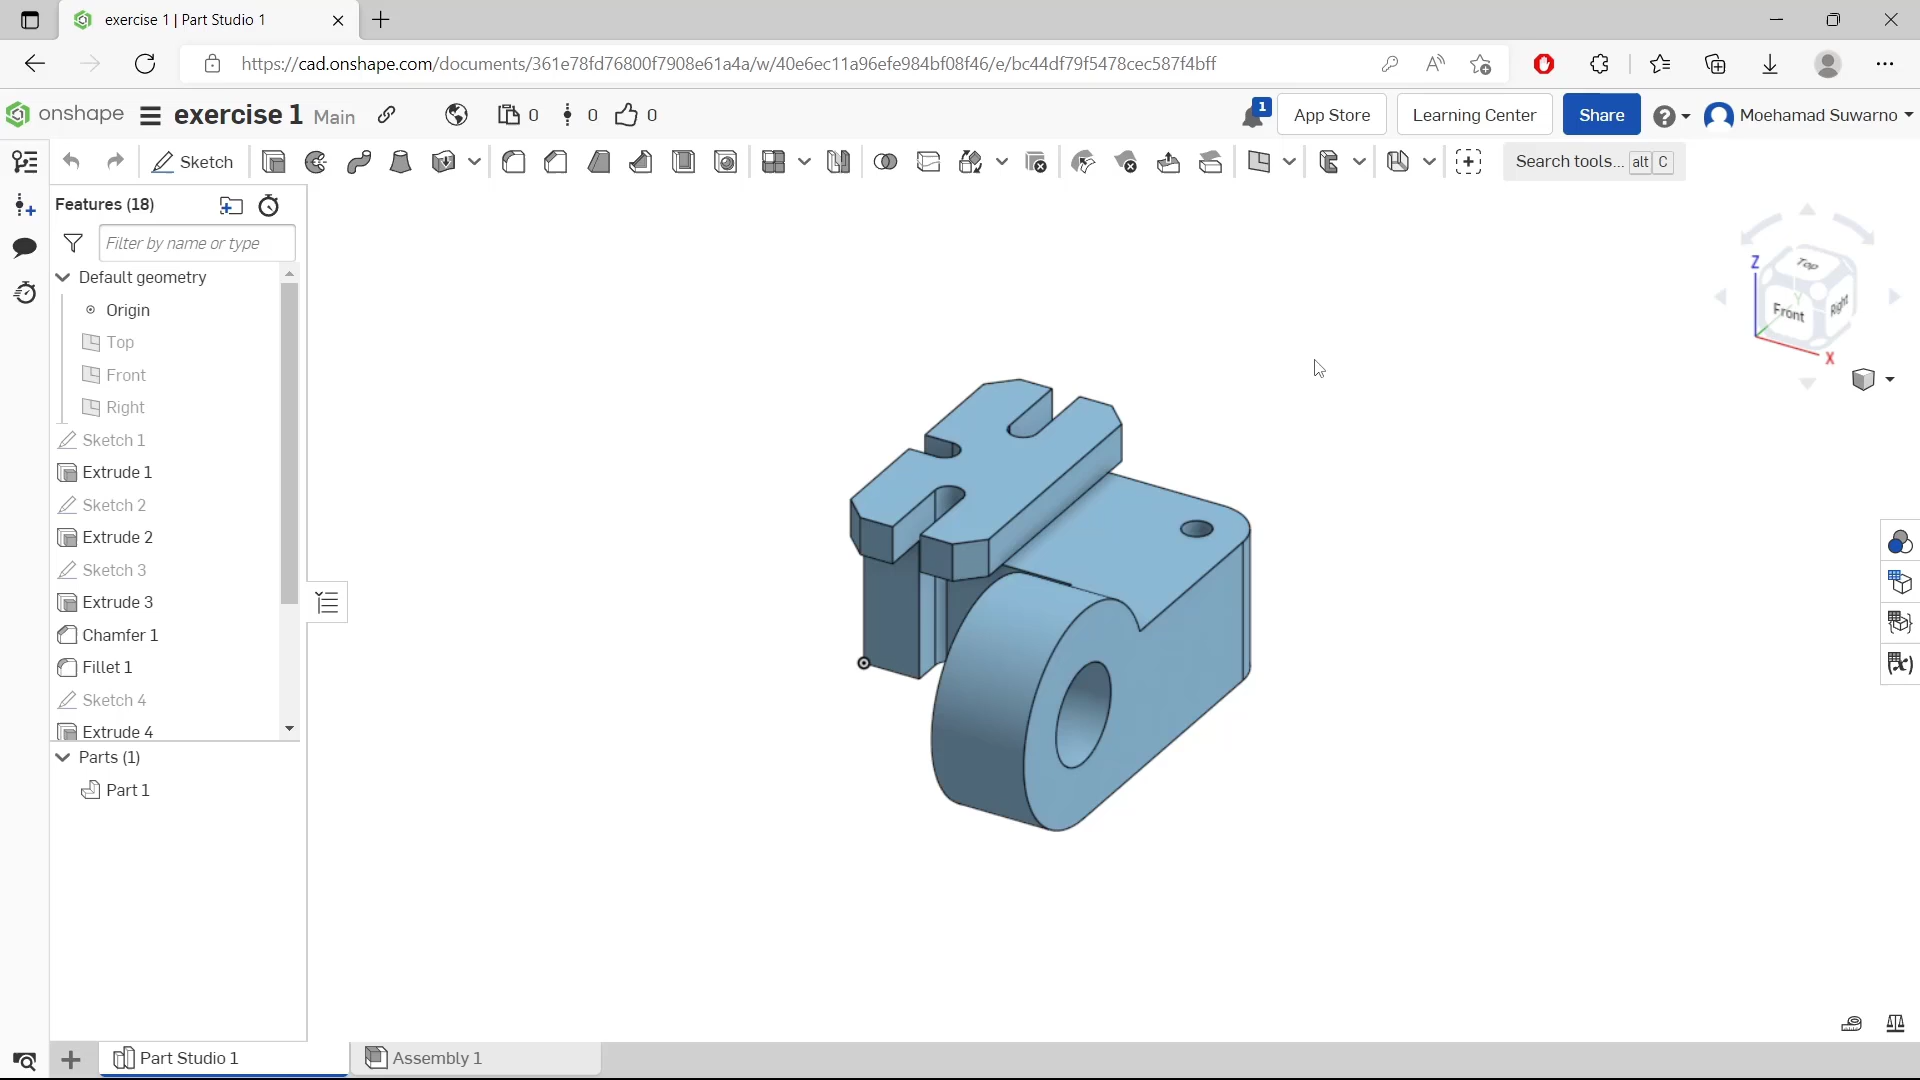 exercise 1 | Part Studio 1
https://cad.onshape.com/documents/361e78fd76800f7908e61a4a/w/40e6ec11a96efe984bf08f46/e/bc44df79f5478cec587f4bff
onshape exercise 1 Main 0 0 0 1 App Store Learning Center Share Moehamad Suwarno
Sketch Search tools... alt C
Features (18)
Filter by name or type
Default geometry
Origin
Top
Front
Right
Sketch 1
Extrude 1
Sketch 2
Extrude 2
Sketch 3
Extrude 3
Chamfer 1
Fillet 1
Sketch 4
Extrude 4
Parts (1)
Part 1
Z
Top
Y
Front
Right
X
Part Studio 1
Assembly 1